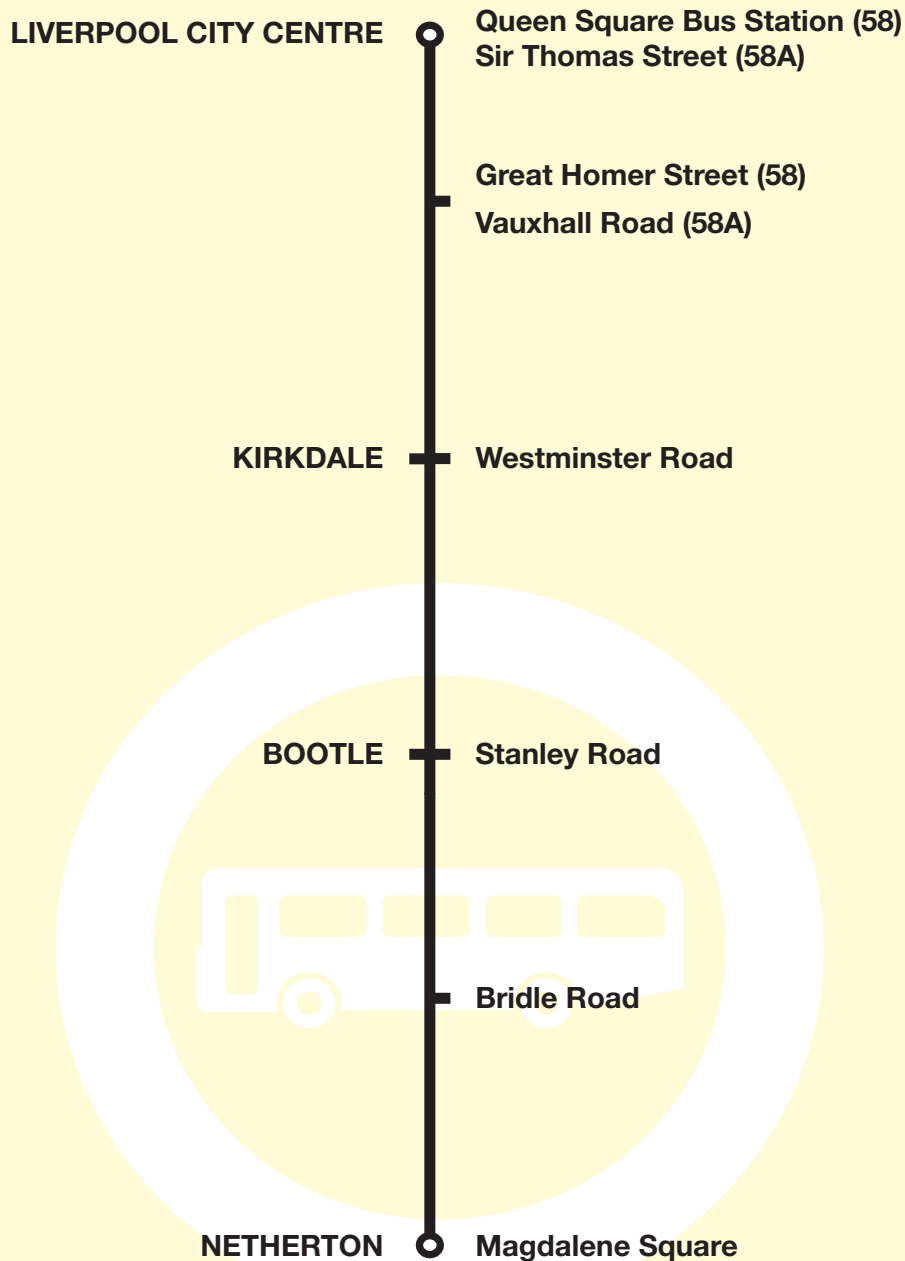 LIVERPOOL CITY CENTRE
Queen Square Bus Station (58)
Sir Thomas Street (58A)
Great Homer Street (58)
Vauxhall Road (58A)
KIRKDALE
Westminster Road
BOOTLE
Stanley Road
Bridle Road
NETHERTON
Magdalene Square